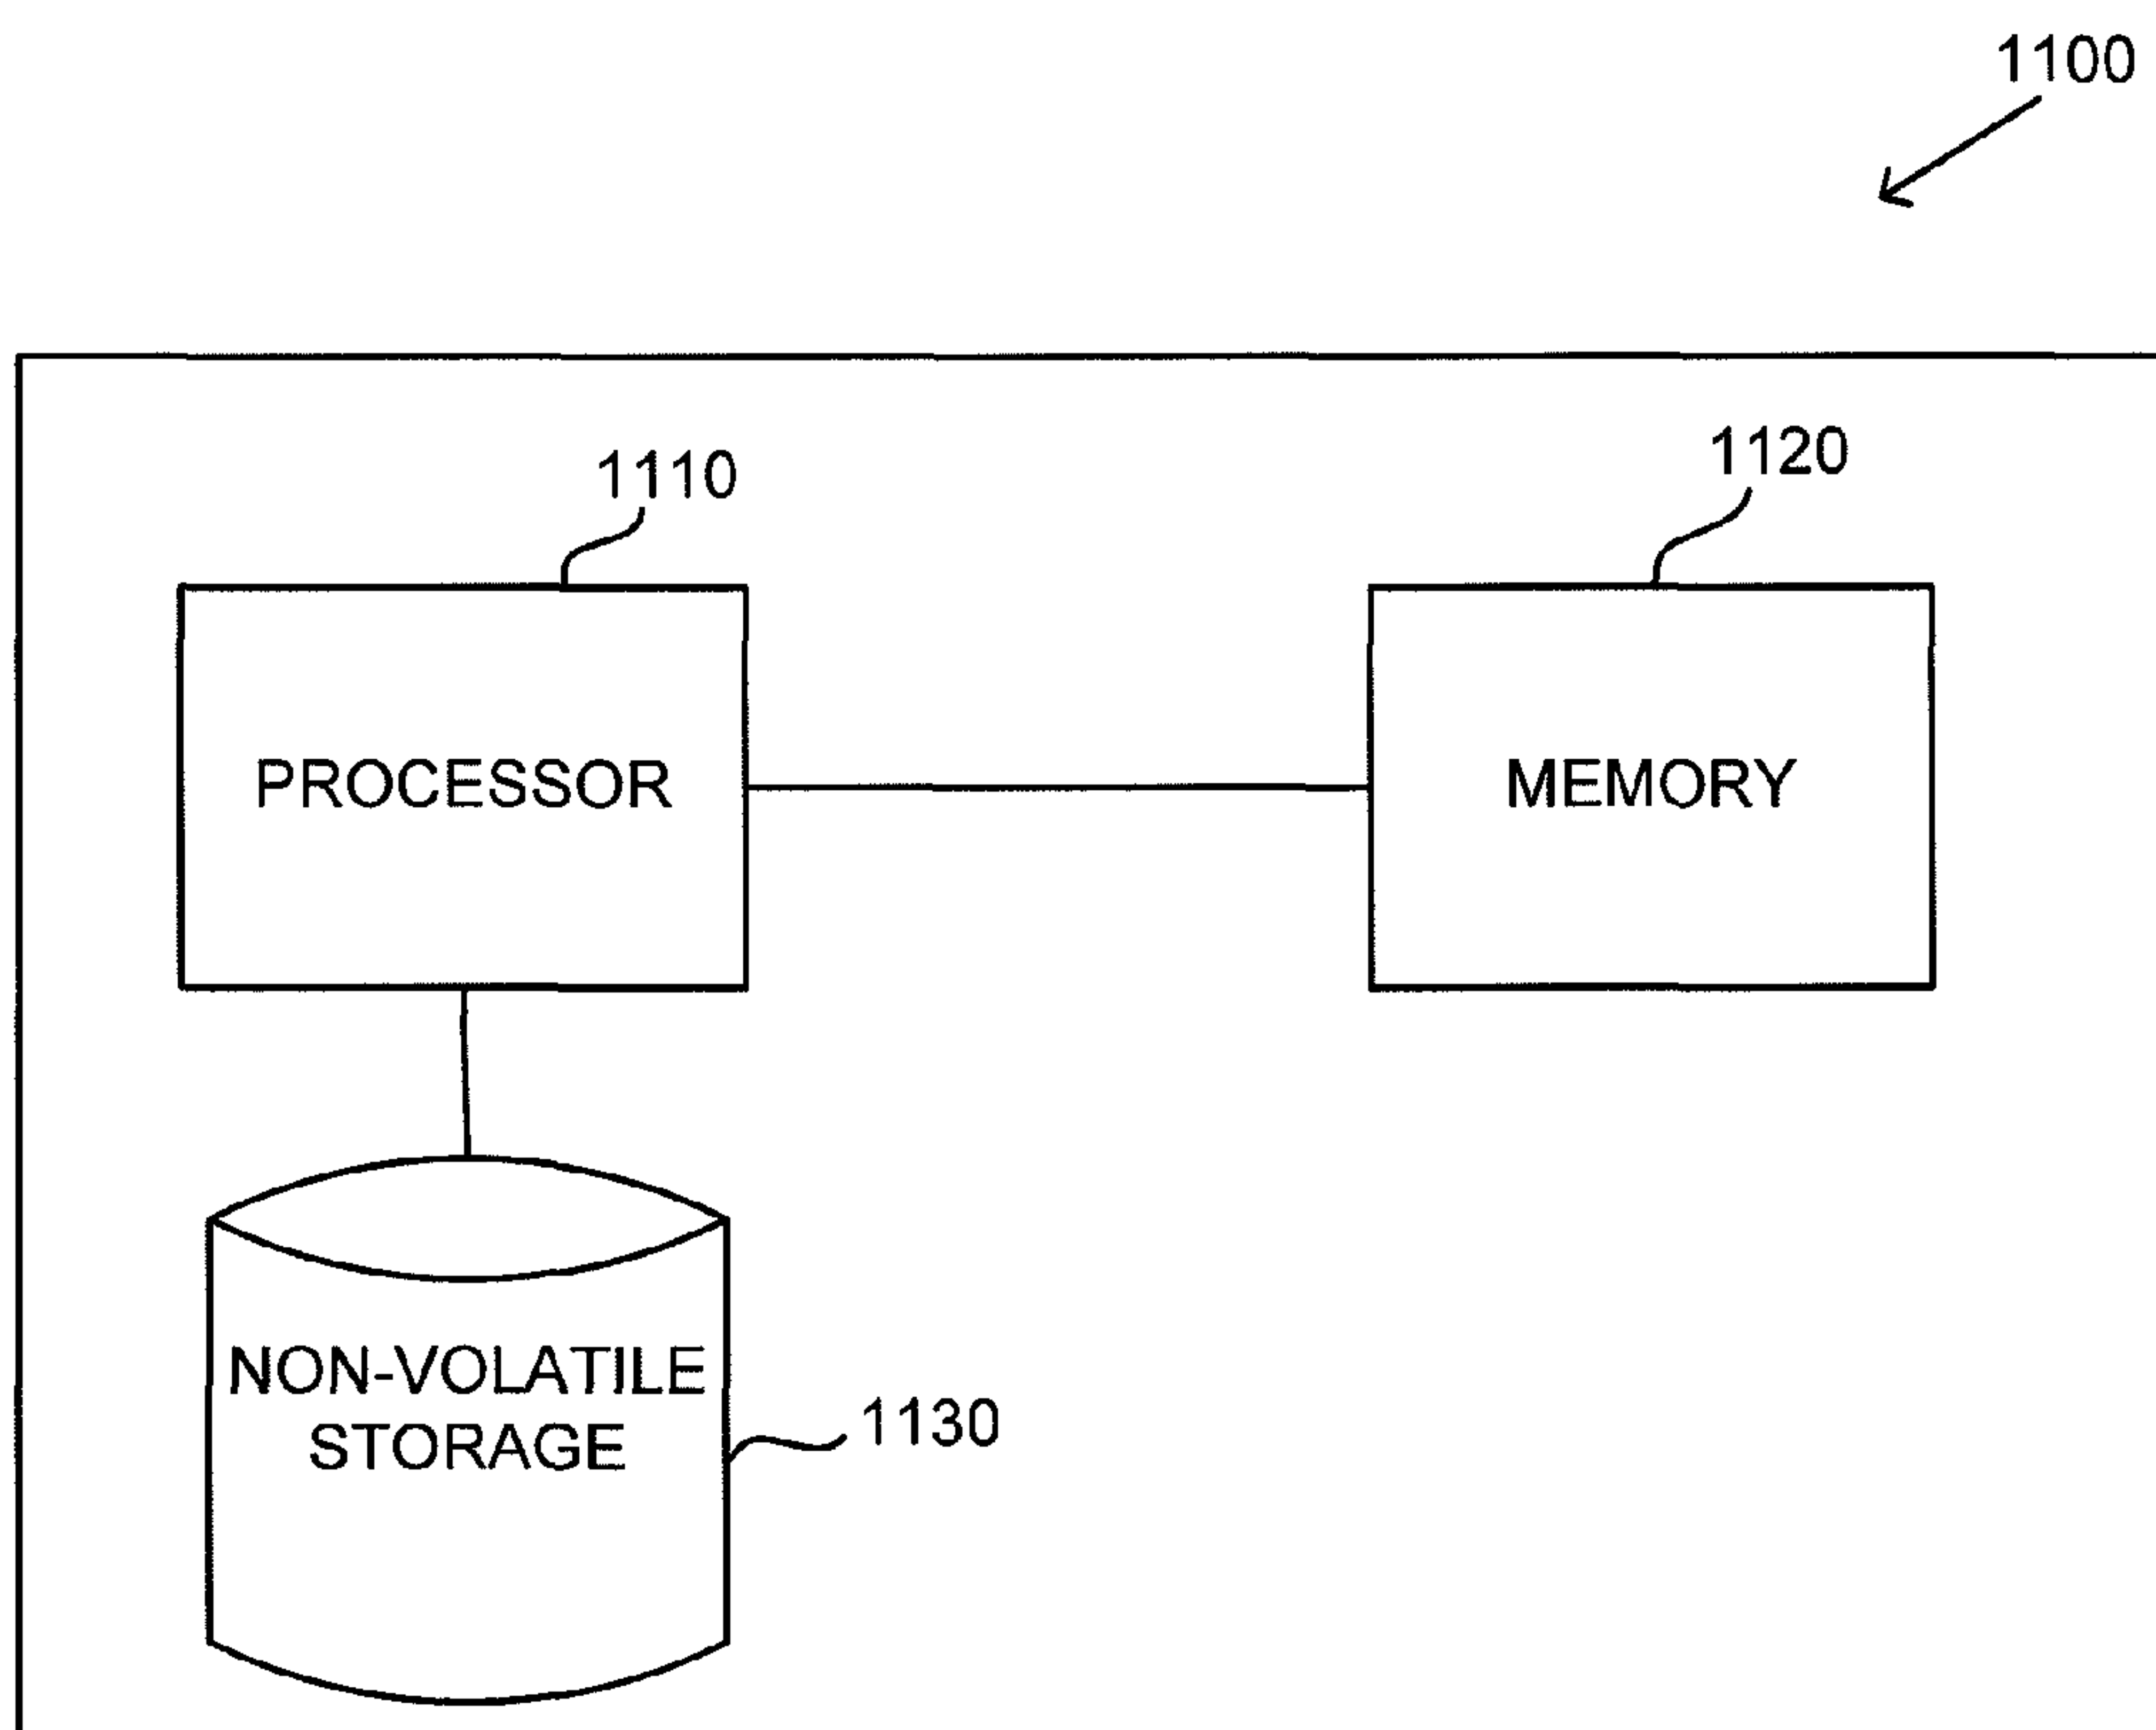 1100
1110
1120
PROCESSOR
MEMORY
NON-VOLATILE
STORAGE
1130